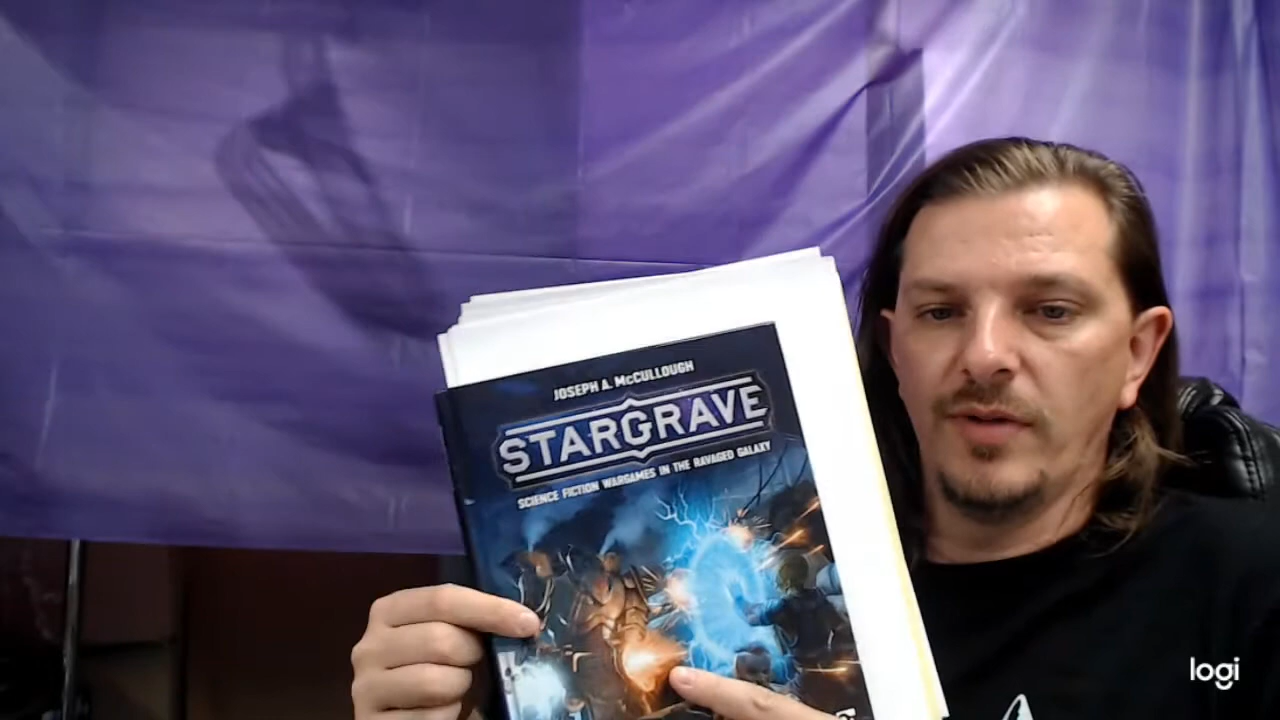 JOSEPH A. McCULLOUGH
STARGRAVE
SCIENCE FICTION WARGAMES IN THE RAVAGED GALAXY
logi